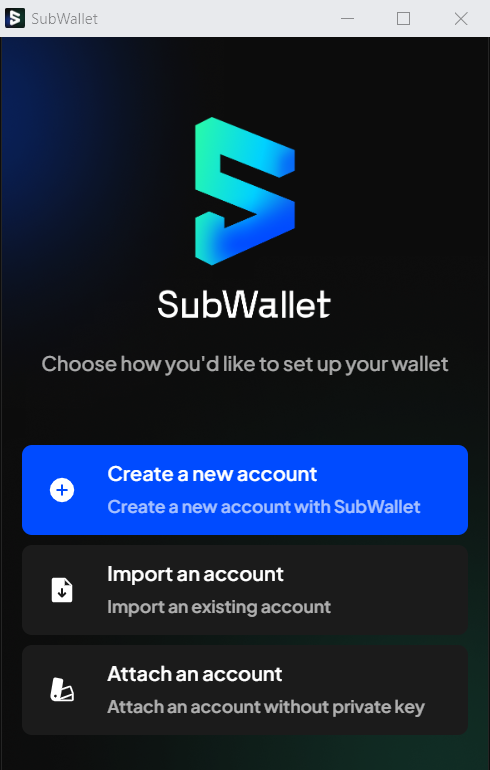 SubWallet
SubWallet
Choose how you'd like to set up your wallet
Create a new account
Create a new account with SubWallet
Import an account
Import an existing account
Attach an account
Attach an account without private key